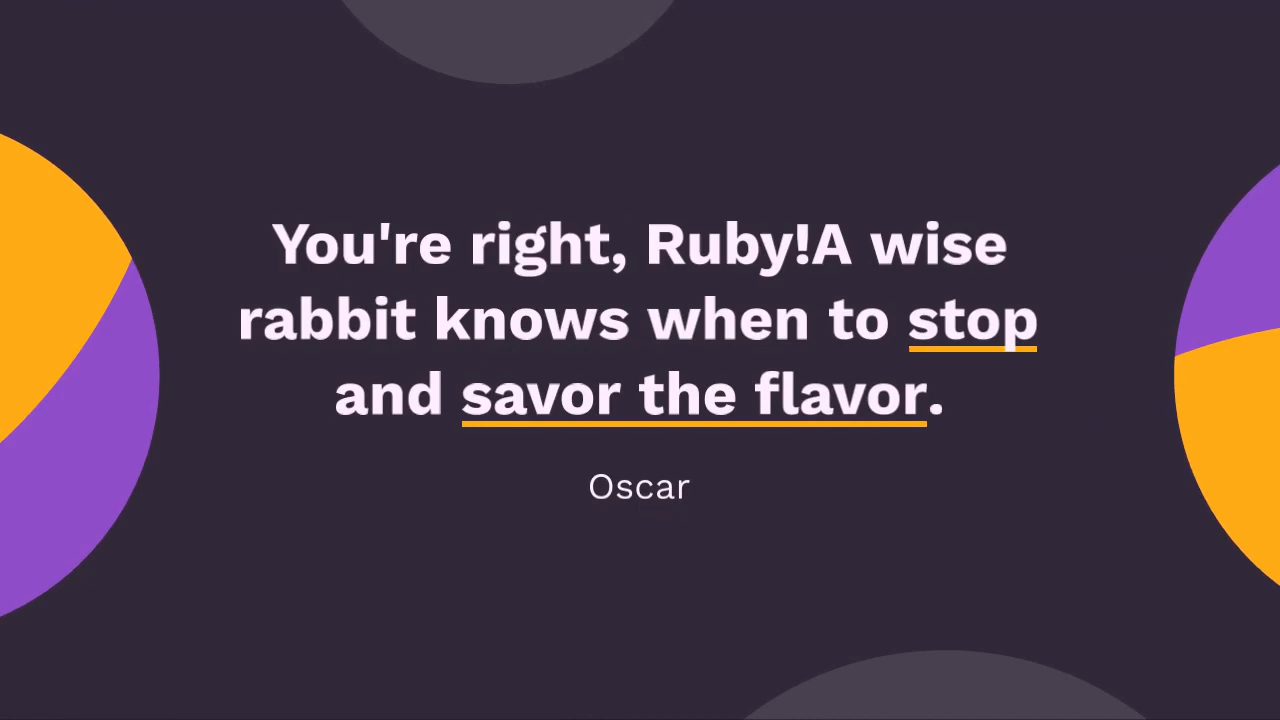 You're right, Ruby!A wise
rabbit knows when to stop
and savor the flavor.
Oscar